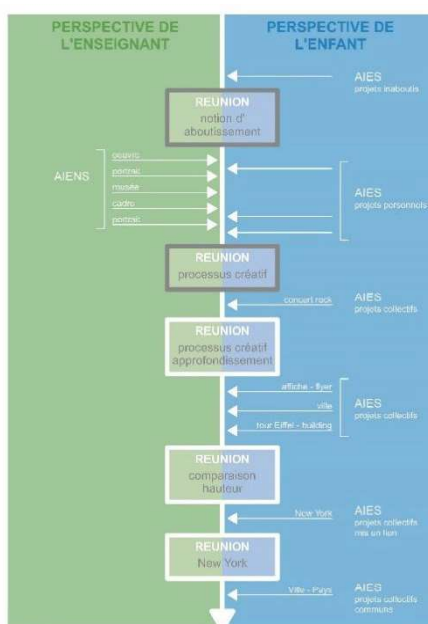 PERSPECTIVE DE
L'ENSEIGNANT
PERSPECTIVE DE
L'ENFANT
AIES
projets inaboutis
REUNION
notion d'
aboutissement
AIENS
oeuvre
portrait
musée
cadre
portrait
AIES
projets personnels
REUNION
processus créatif
concert rock
AIES
projets collectifs
REUNION
processus créatif
approfondissement
affiche - flyer
ville
tour Eiffel - building
AIES
projets collectifs
REUNION
comparaison
hauteur
New York
AIES
projets collectifs
mis en lien
REUNION
New York
Ville - Pays
AIES
projets collectifs
commune